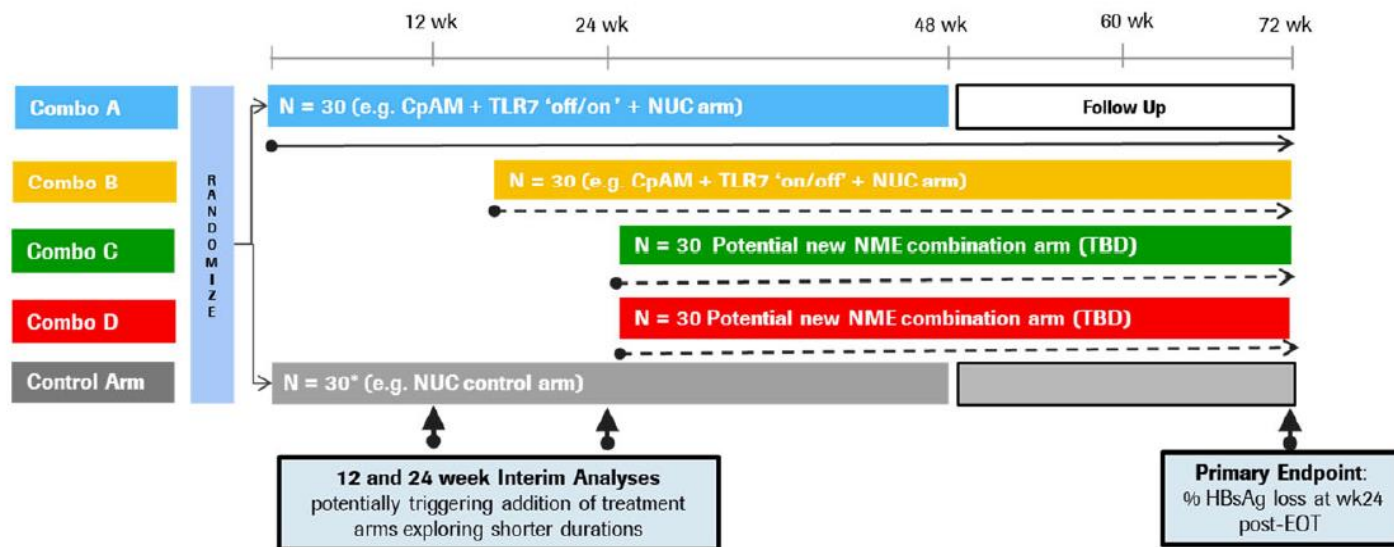 12 wk
24 wk
48 wk
60 wk
72 wk
Combo A
N = 30 (e.g. CpAM + TLR7 'off/on' + NUC arm)
Follow Up
Combo B
N = 30 (e.g. CpAM + TLR7 'on/off' + NUC arm)
Combo C
N = 30 Potential new NME combination arm (TBD)
Combo D
N = 30 Potential new NME combination arm (TBD)
Control Arm
N = 30* (e.g. NUC control arm)
RANDOMIZE
12 and 24 week Interim Analyses
potentially triggering addition of treatment
arms exploring shorter durations
Primary Endpoint:
% HBsAg loss at wk24
post-EOT